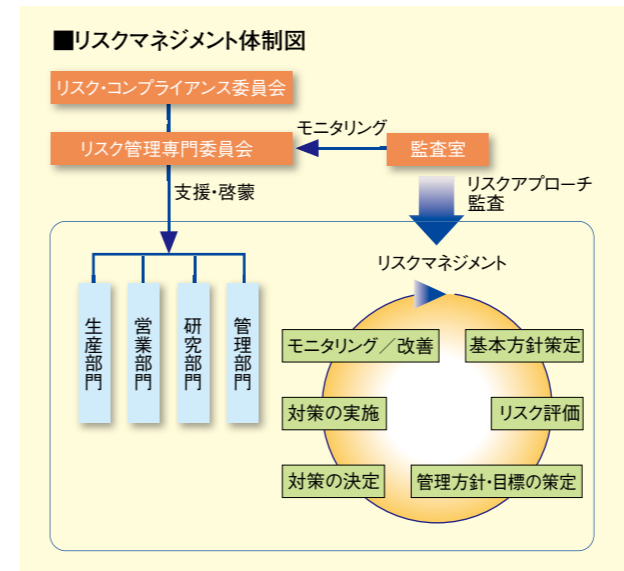 ■リスクマネジメント体制図
リスク・コンプライアンス委員会
リスク管理専門委員会
モニタリング
監査室
支援・啓蒙
リスクアプローチ
監査
生産部門
営業部門
研究部門
管理部門
リスクマネジメント
基本方針策定
リスク評価
管理方針・目標の策定
対策の決定
対策の実施
モニタリング／改善